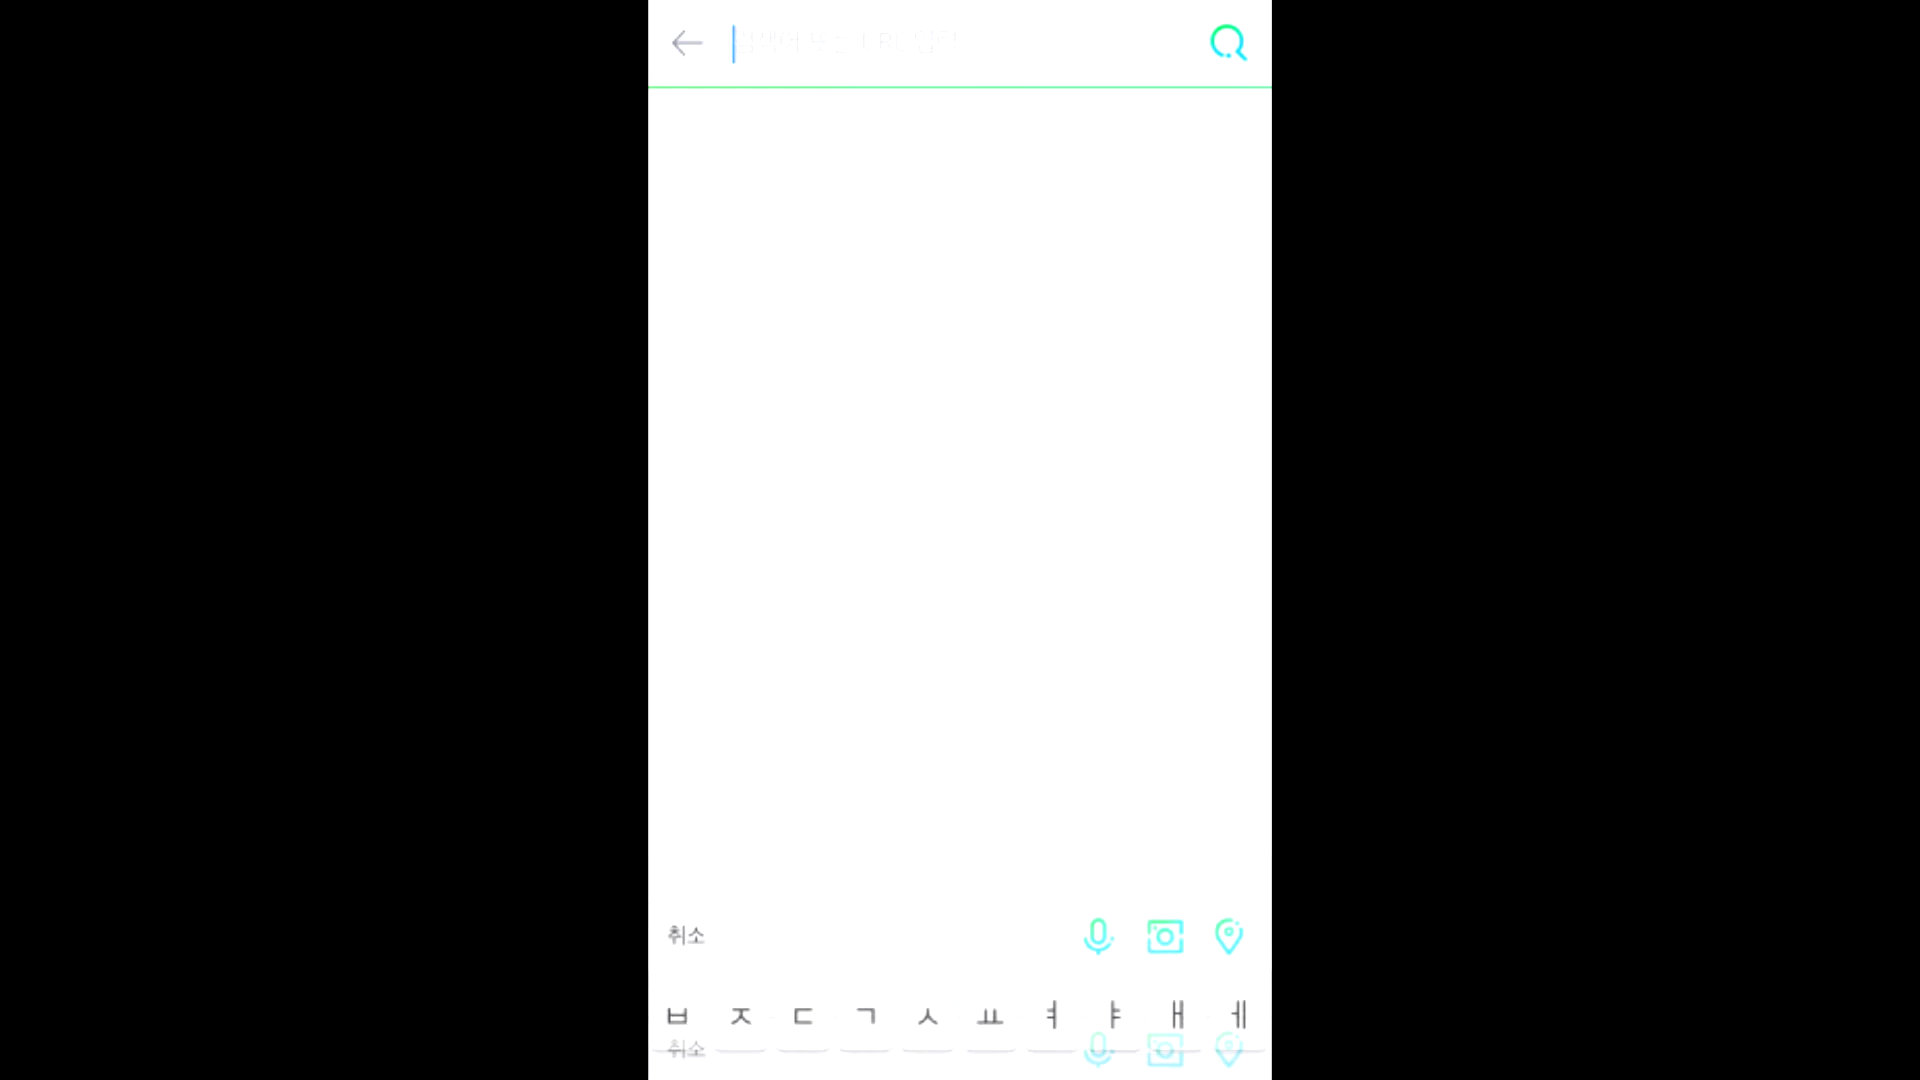 취소
ㅂ ㅈ ㄷ ㄱ ㅅ ㅛ ㅕ ㅑ ㅐ ㅔ
취소